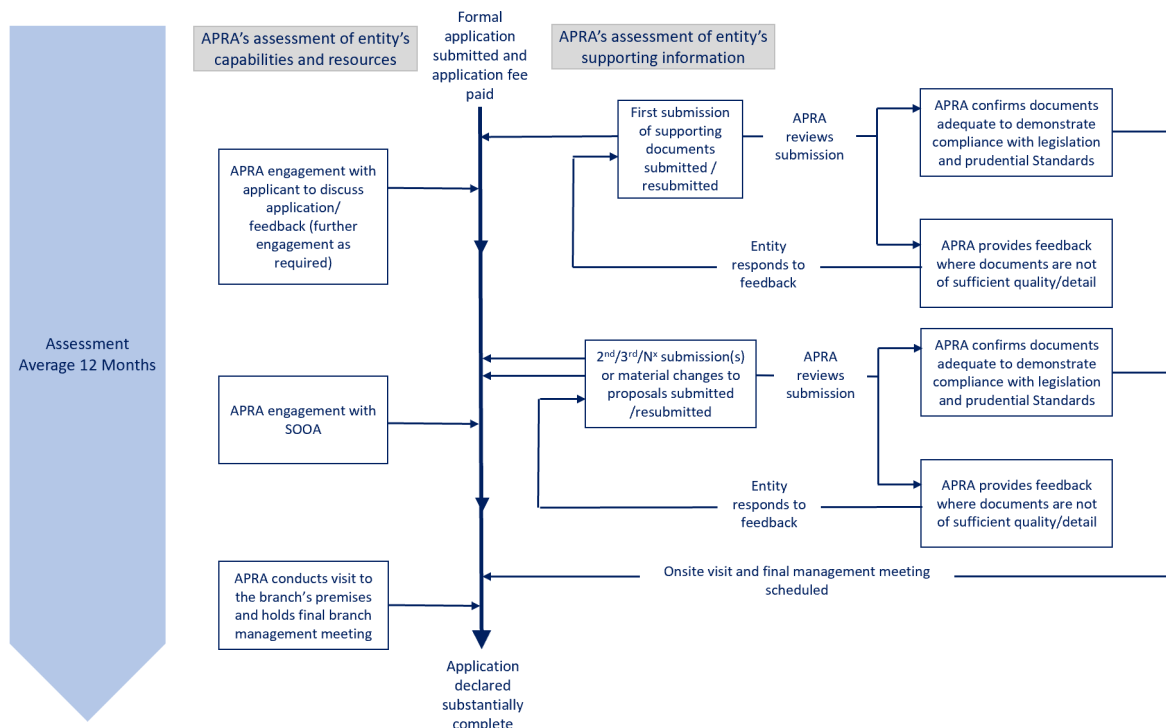 Formal
application
submitted and
application fee
paid
APRA's assessment of entity's
capabilities and resources
APRA's assessment of entity's
supporting information
First submission
of supporting
documents
submitted /
resubmitted
APRA
reviews
submission
APRA confirms documents
adequate to demonstrate
compliance with legislation
and prudential Standards
APRA engagement with
applicant to discuss
application/
feedback (further
engagement as
required)
Entity
responds to
feedback
APRA provides feedback
where documents are not
of sufficient quality/detail
Assessment
Average 12 Months
2nd/3rd/Nx submission(s)
or material changes to
proposals submitted
/resubmitted
APRA
reviews
submission
APRA confirms documents
adequate to demonstrate
compliance with legislation
and prudential Standards
APRA engagement with
SOOA
Entity
responds to
feedback
APRA provides feedback
where documents are not
of sufficient quality/detail
APRA conducts visit to
the branch's premises
and holds final branch
management meeting
Onsite visit and final management meeting
scheduled
Application
declared
substantially
complete